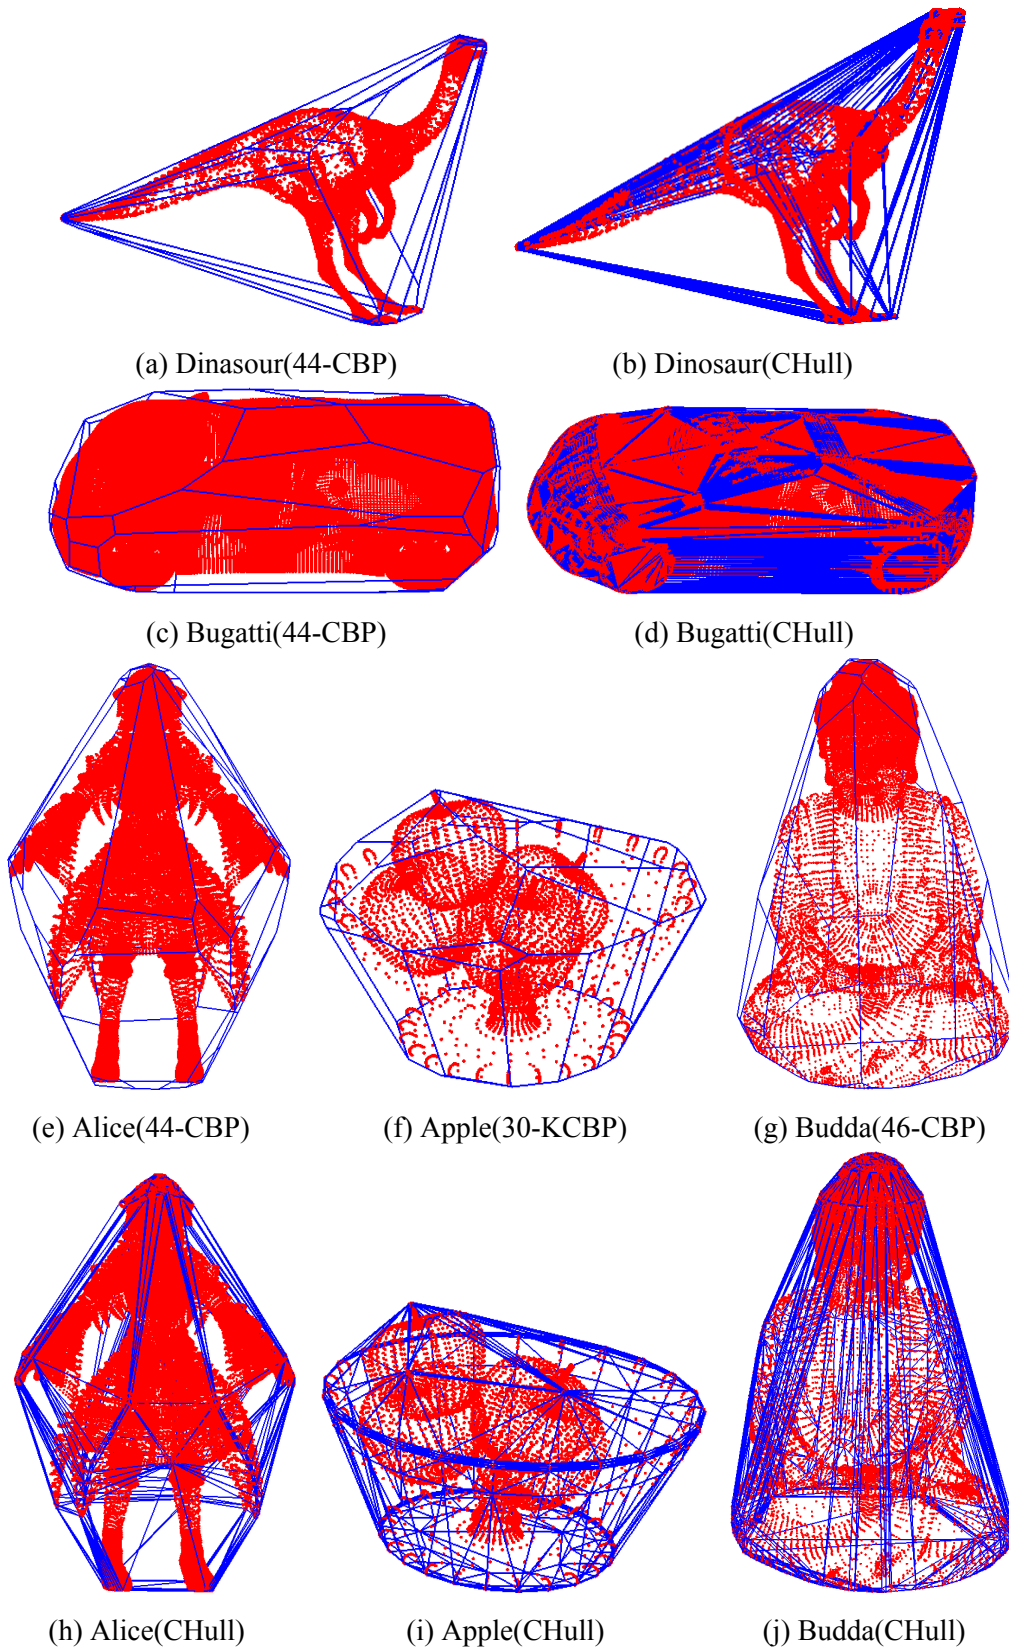 (a) Dinasour(44-CBP)
(b) Dinosaur(CHull)
(c) Bugatti(44-CBP)
(d) Bugatti(CHull)
(e) Alice(44-CBP)
(f) Apple(30-KCBP)
(g) Budda(46-CBP)
(h) Alice(CHull)
(i) Apple(CHull)
(j) Budda(CHull)